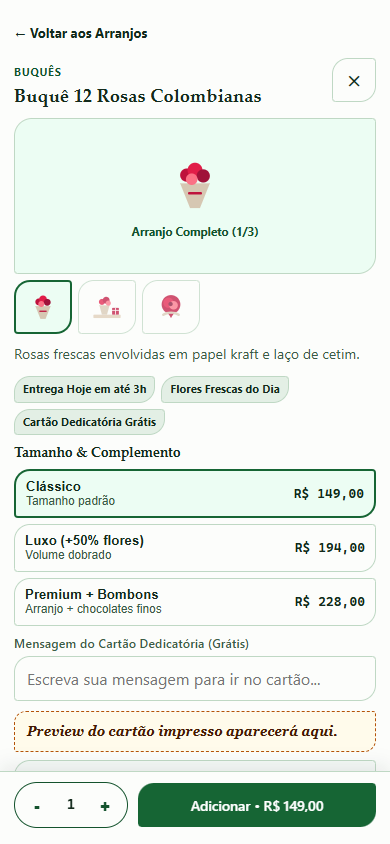 ← Voltar aos Arranjos
BUQUÊS
Buquê 12 Rosas Colombianas
×
Arranjo Completo (1/3)
Rosas frescas envolvidas em papel kraft e laço de cetim.
Entrega Hoje em até 3h
Flores Frescas do Dia
Cartão Dedicatória Grátis
Tamanho & Complemento
Clássico
R$ 149,00
Tamanho padrão
Luxo (+50% flores)
R$ 194,00
Volume dobrado
Premium + Bombons
R$ 228,00
Arranjo + chocolates finos
Mensagem do Cartão Dedicatória (Grátis)
Escreva sua mensagem para ir no cartão...
Preview do cartão impresso aparecerá aqui.
- 1 +
Adicionar • R$ 149,00